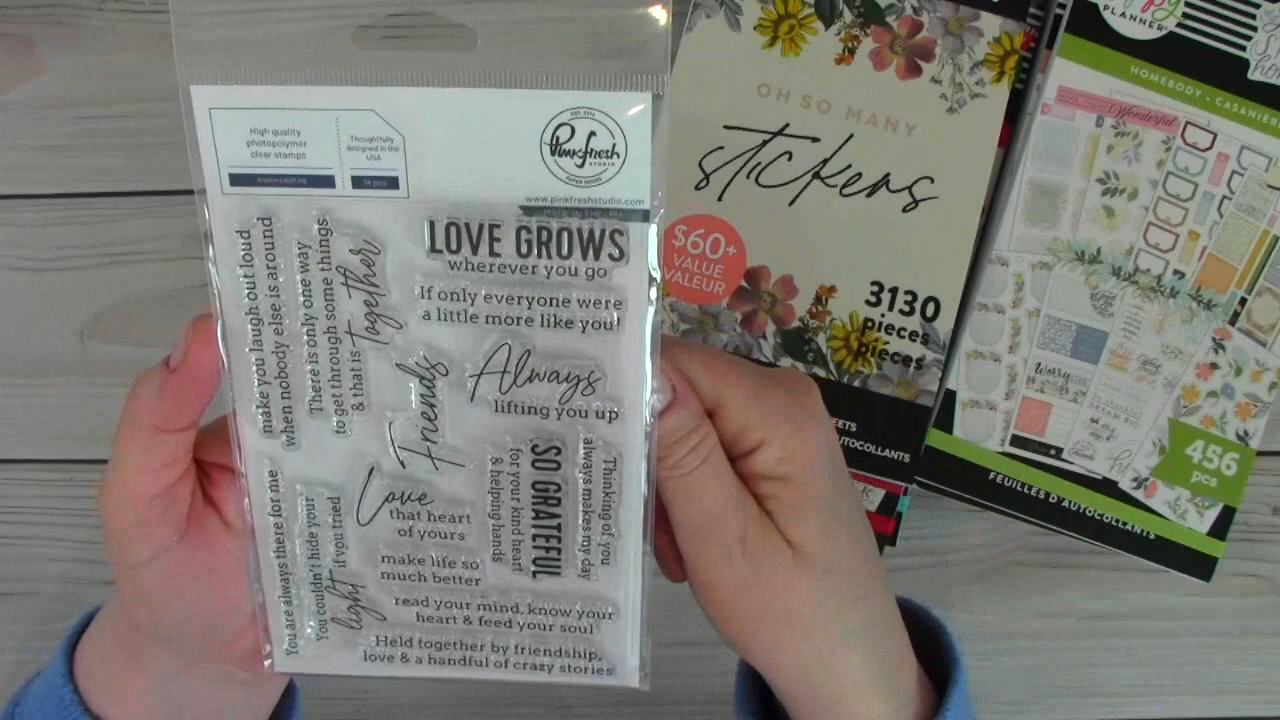 High quality
photopolymer
clear stamps
Thoughtfully
designed in the
USA
14 pcs
EST. 2014
Pinkfresh
STUDIO
PAPER GOODS
www.pinkfreshstudio.com
make you laugh out loud
when nobody else is around
There is only one way
to get through some things
& that is together
LOVE GROWS
wherever you go
If only everyone were
a little more like you!
Friends
Always
lifting you up
You are always there for me
You couldn't hide your
light if you tried
Love
that heart
of yours
SO GRATEFUL
for your kind heart
& helping hands
Thinking of you
always makes my day
make life so
much better
read your mind, know your
heart & feed your soul
Held together by friendship,
love & a handful of crazy stories
OH SO MANY
stickers
$60+
VALUE
VALEUR
3130
pieces
pièces
EETS
AUTOCOLLANTS
PLANNER
HOMEBODY • CASANIÈR
Wonderful
Worry
456
pcs
FEUILLES D'AUTOCOLLANTS